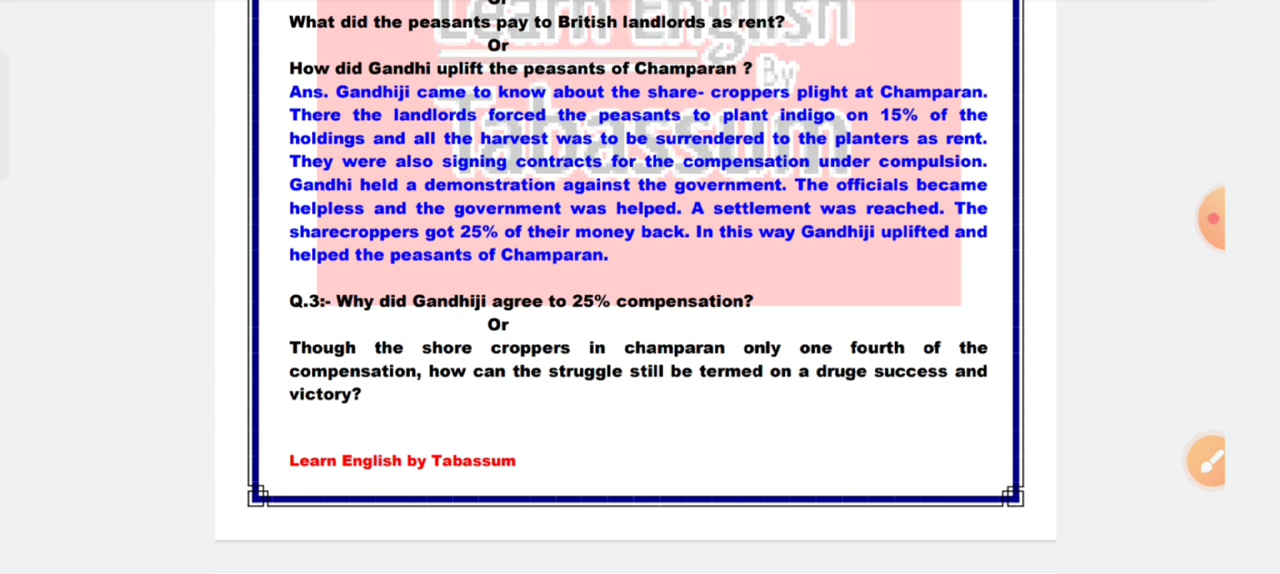 Or
What did the peasants pay to British landlords as rent?
Or
How did Gandhi uplift the peasants of Champaran ?
Ans. Gandhiji came to know about the share- croppers plight at Champaran.
There the landlords forced the peasants to plant indigo on 15% of the
holdings and all the harvest was to be surrendered to the planters as rent.
They were also signing contracts for the compensation under compulsion.
Gandhi held a demonstration against the government. The officials became
helpless and the government was helped. A settlement was reached. The
sharecroppers got 25% of their money back. In this way Gandhiji uplifted and
helped the peasants of Champaran.
Learn English
By
Tabassum
Q.3:- Why did Gandhiji agree to 25% compensation?
Or
Though the shore croppers in champaran only one fourth of the
compensation, how can the struggle still be termed on a druge success and
victory?
Learn English by Tabassum